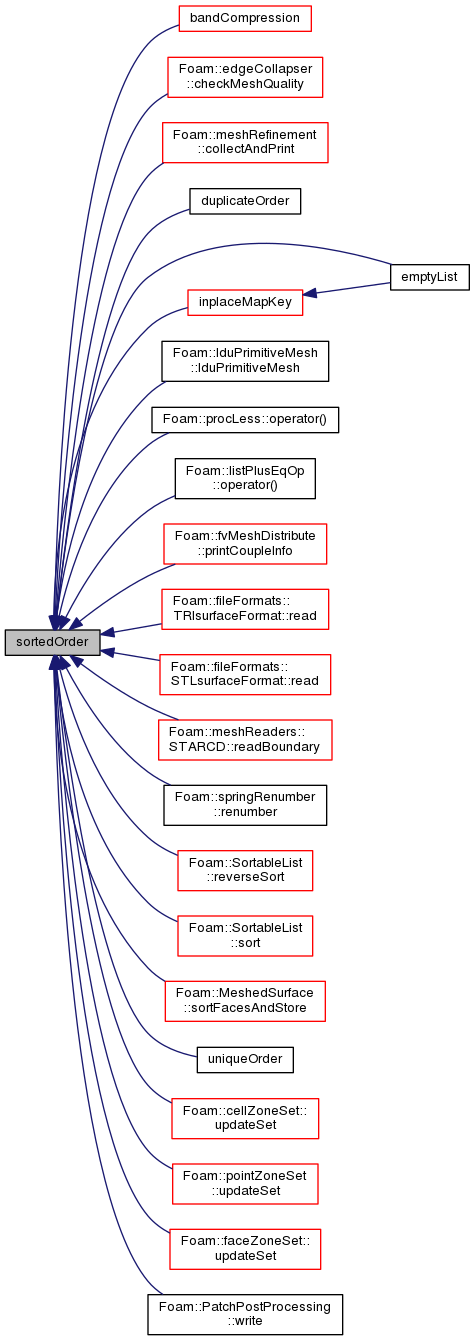 bandCompression
Foam::edgeCollapser
::checkMeshQuality
Foam::meshRefinement
::collectAndPrint
duplicateOrder
emptyList
inplaceMapKey
Foam::lduPrimitiveMesh
::lduPrimitiveMesh
Foam::procLess::operator()
Foam::listPlusEqOp
::operator()
Foam::fvMeshDistribute
::printCoupleInfo
Foam::fileFormats::
TRIsurfaceFormat::read
sortedOrder
Foam::fileFormats::
STLsurfaceFormat::read
Foam::meshReaders::
STARCD::readBoundary
Foam::springRenumber
::renumber
Foam::SortableList
::reverseSort
Foam::SortableList
::sort
Foam::MeshedSurface
::sortFacesAndStore
uniqueOrder
Foam::cellZoneSet::
updateSet
Foam::pointZoneSet
::updateSet
Foam::faceZoneSet::
updateSet
Foam::PatchPostProcessing
::write